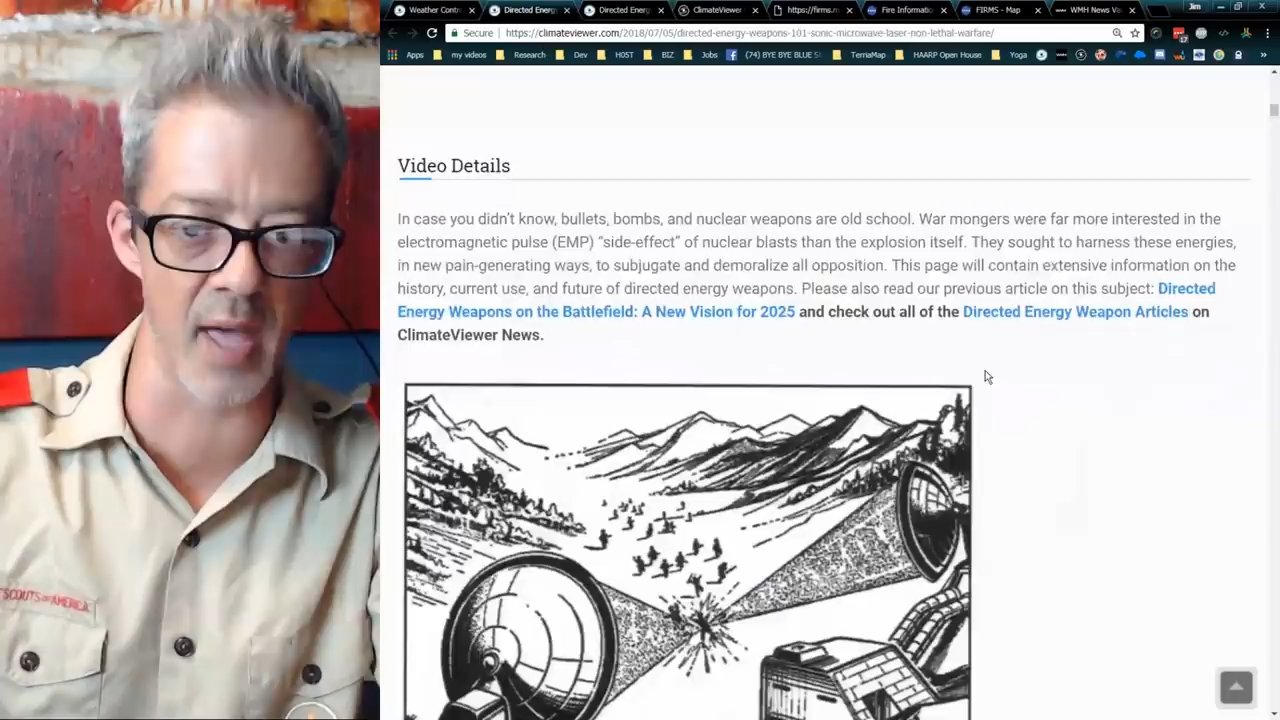 Weather Contr
Directed Energ
Directed Energ
ClimateViewer
https://firms.m
Fire Informatio
FIRMS - Map
WMH News Va
Jim
Secure
https://climateviewer.com/2018/07/05/directed-energy-weapons-101-sonic-microwave-laser-non-lethal-warfare/
Apps
my videos
Research
Dev
H0ST
BIZ
Jobs
(74) BYE BYE BLUE S
TerriaMap
HAARP Open House
Yoga
Video Details
In case you didn't know, bullets, bombs, and nuclear weapons are old school. War mongers were far more interested in the
electromagnetic pulse (EMP) “side-effect” of nuclear blasts than the explosion itself. They sought to harness these energies,
in new pain-generating ways, to subjugate and demoralize all opposition. This page will contain extensive information on the
history, current use, and future of directed energy weapons. Please also read our previous article on this subject: Directed
Energy Weapons on the Battlefield: A New Vision for 2025 and check out all of the Directed Energy Weapon Articles on
ClimateViewer News.
SCOUTS of AMERICA